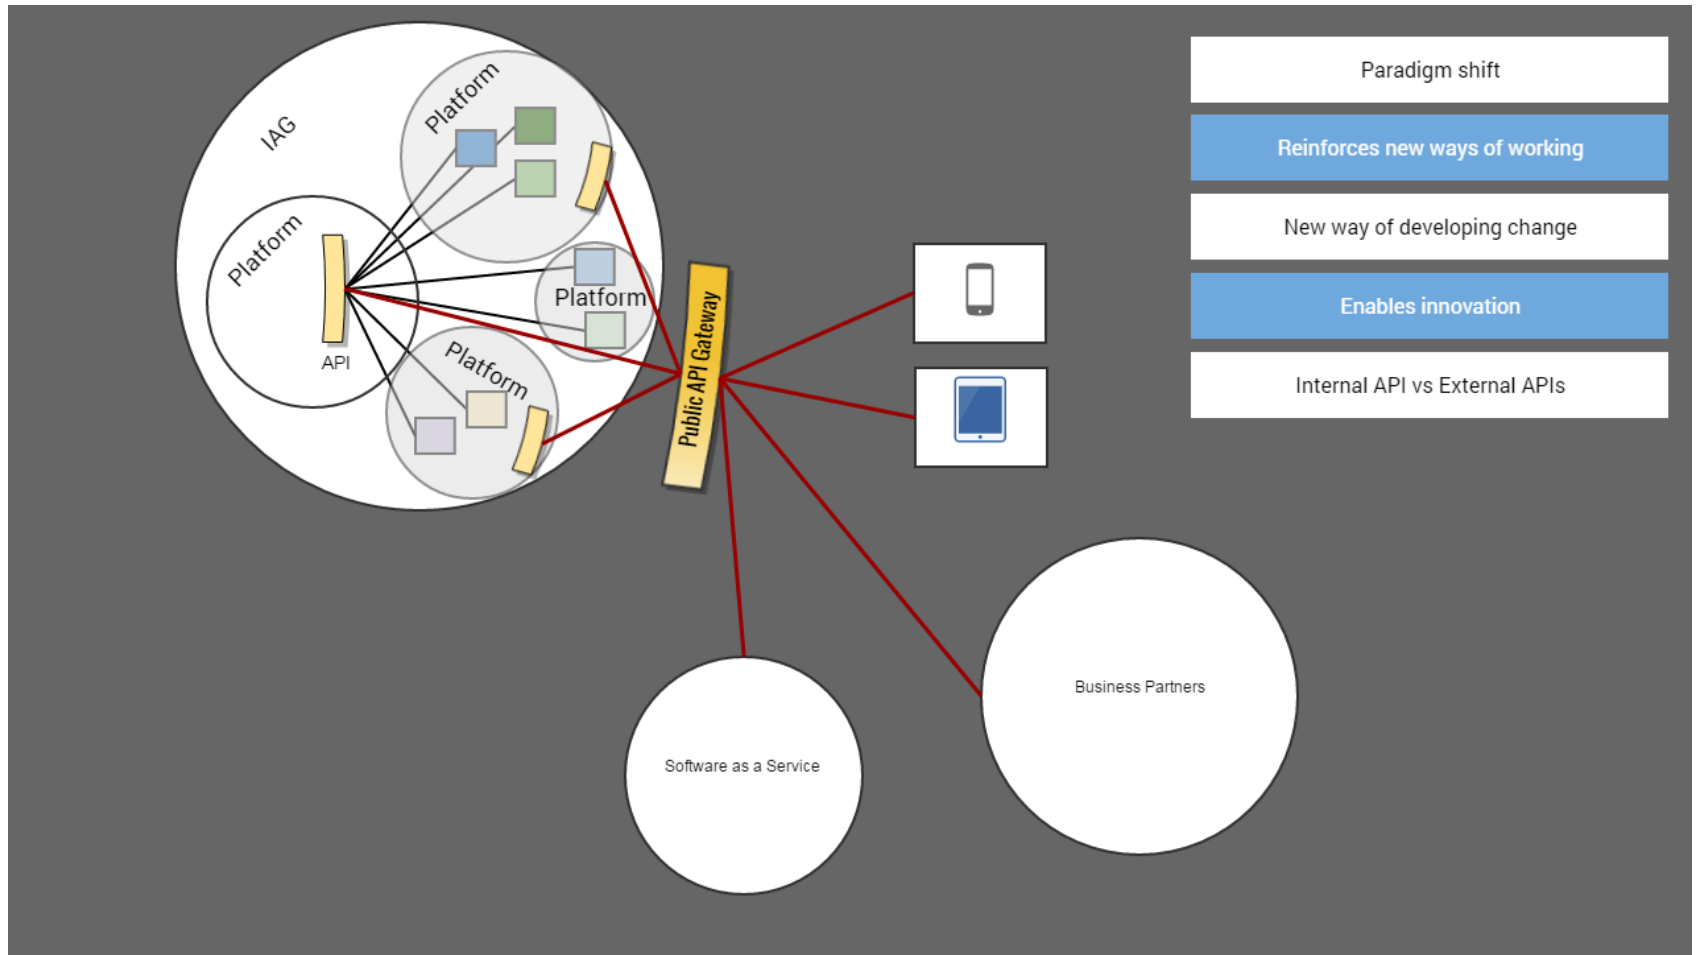 IAG
Platform
Platform
Platform
API
Platform
Public API Gateway
Software as a Service
Business Partners
Paradigm shift
Reinforces new ways of working
New way of developing change
Enables innovation
Internal API vs External APIs